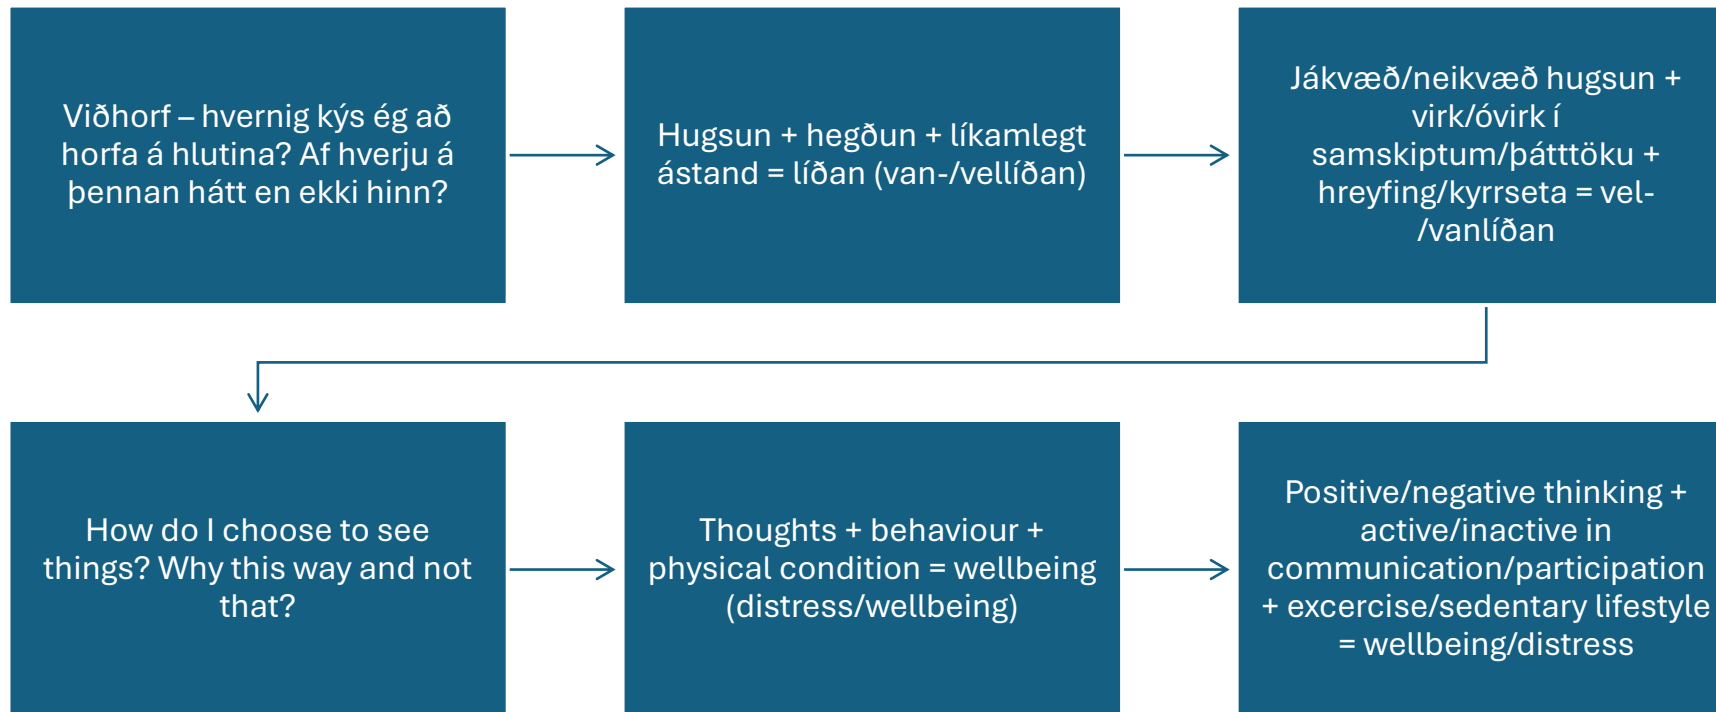 Viðhorf – hvernig kýs ég að
horfa á hlutina? Af hverju á
þennan hátt en ekki hinn?
Hugsun + hegðun + líkamlegt
ástand = líðan (van-/vellíðan)
Jákvæð/neikvæð hugsun +
virk/óvirk í
samskiptum/þátttöku +
hreyfing/kyrrseta = vel-
/vanlíðan
How do I choose to see
things? Why this way and not
that?
Thoughts + behaviour +
physical condition = wellbeing
(distress/wellbeing)
Positive/negative thinking +
active/inactive in
communication/participation
+ excercise/sedentary lifestyle
= wellbeing/distress